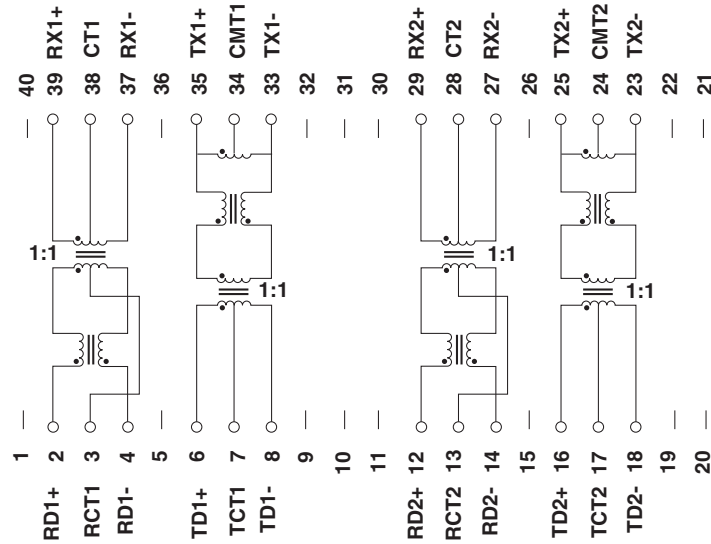 RX1+ CT1 RX1- TX1+ CMT1 TX1- RX2+ CT2 RX2- TX2+ CMT2 TX2-
40 39 38 37 36 35 34 33 32 31 30 29 28 27 26 25 24 23 22 21
1:1 1:1
1:1 1:1
1 2 3 4 5 6 7 8 9 10 11 12 13 14 15 16 17 18 19 20
RD1+ RCT1 RD1- TD1+ TCT1 TD1- RD2+ RCT2 RD2- TD2+ TCT2 TD2-